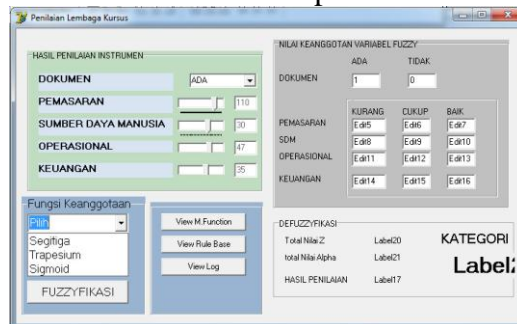 Penilaian Lembaga Kursus
HASIL PENILAIAN INSTRUMEN
DOKUMEN ADA
PEMASARAN 110
SUMBER DAYA MANUSIA 30
OPERASIONAL 47
KEUANGAN 35
Fungsi Keanggotaan
Pilih
Segitiga
Trapesium
Sigmoid
FUZZYFIKASI
View M.Function
View Rule Base
View Log
NILAI KEANGGOTAN VARIABEL FUZZY
ADA TIDAK
DOKUMEN 1 0
KURANG CUKUP BAIK
PEMASARAN Edit5 Edit6 Edit7
SDM Edit8 Edit9 Edit10
OPERASIONAL Edit11 Edit12 Edit13
KEUANGAN Edit14 Edit15 Edit16
DEFUZZYFIKASI
Total Nilai Z Label20
total Nilai Alpha Label21
HASIL PENILAIAN Label17
KATEGORI
Label2